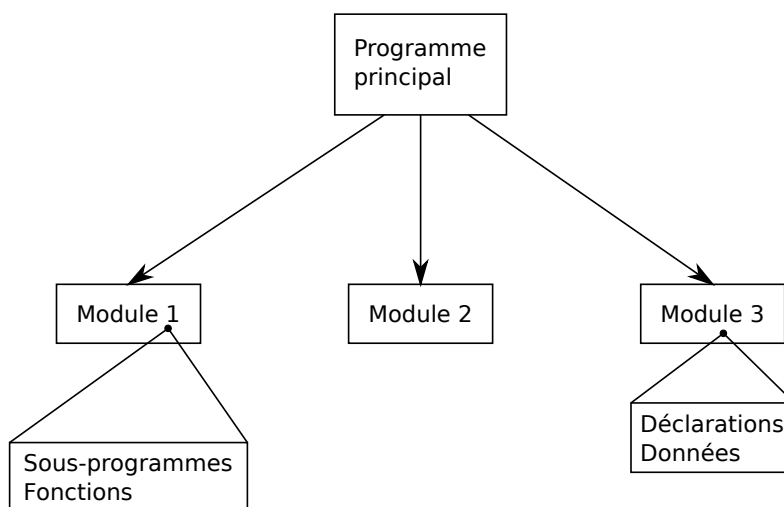 Programme
principal
Module 1
Module 2
Module 3
Déclarations
Données
Sous-programmes
Fonctions